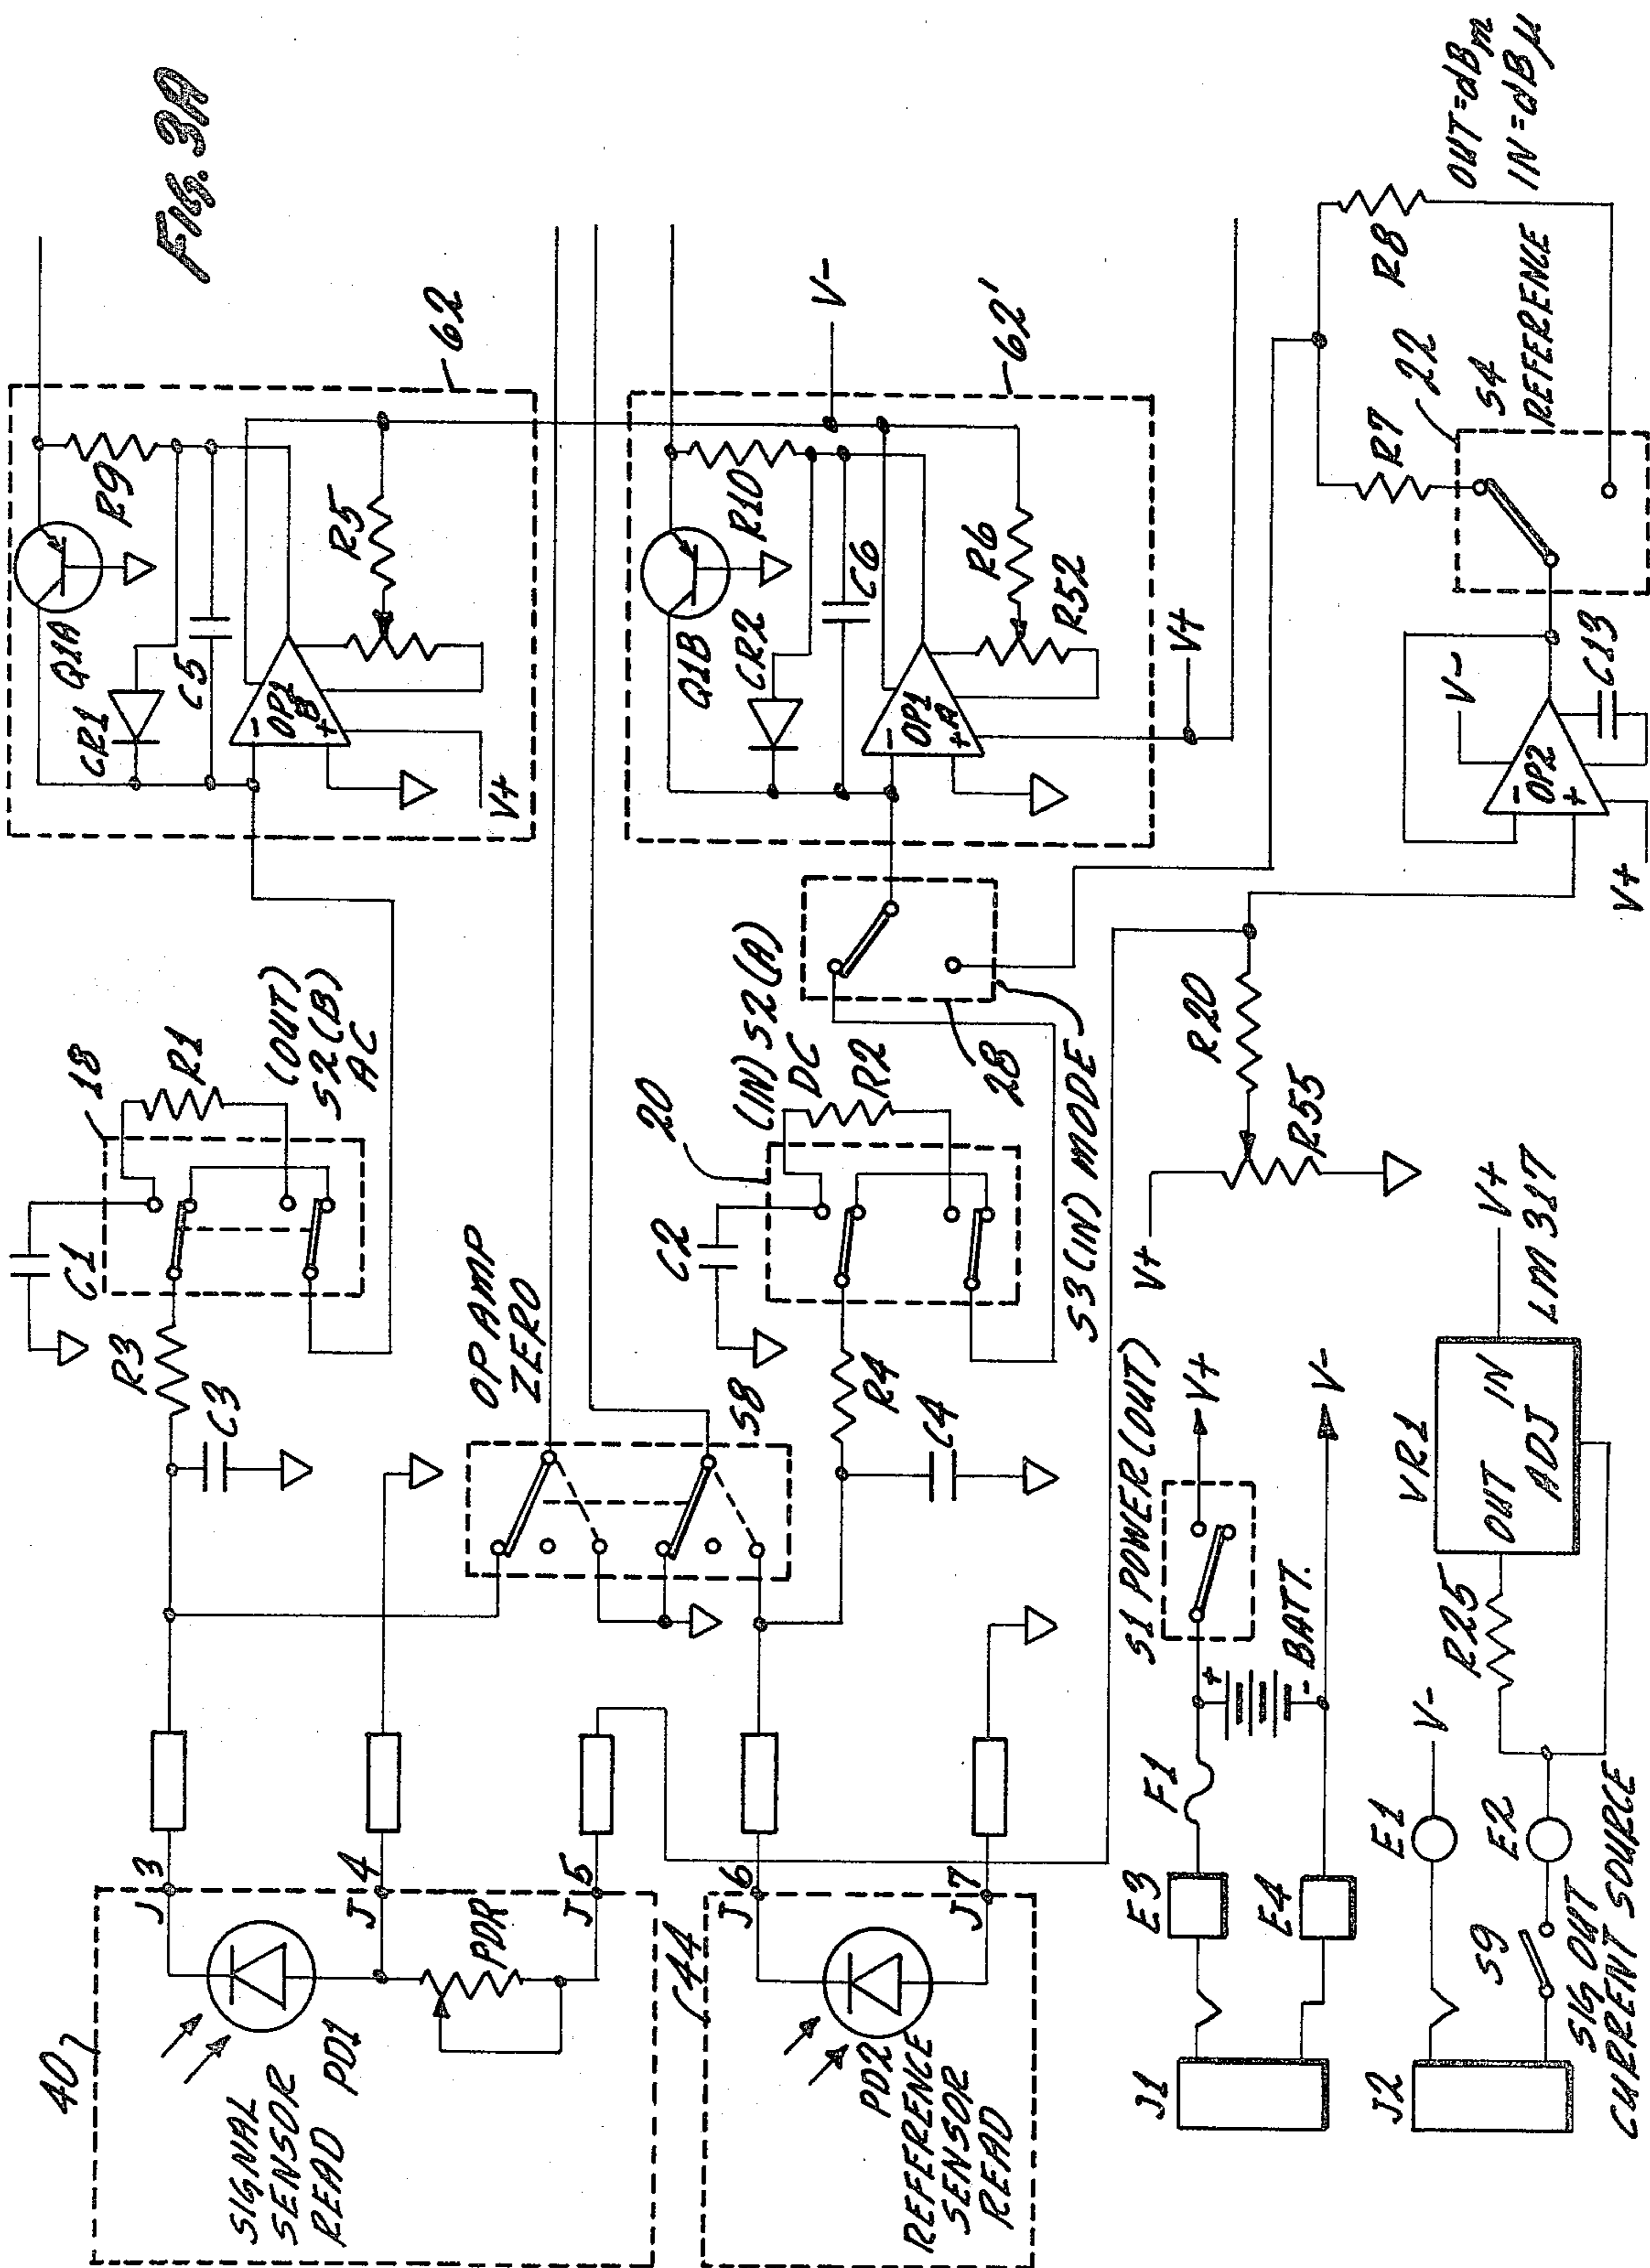 FIG. 3A
40
SIGNAL
SENSOR
READ PD1
J3
J4
PDR
J5
44
PD2
REFERENCE
SENSOR
READ
J6
J7
C1
18
R1
(OUT)
S2(B)
AC
R3
C3
OP AMP
ZERO
S8
C2
20
(IN) S2(A)
DC
R2
R4
C4
28
S3(IN) MODE
Q1A
R9
CR1
C5
-
OP1
B
+
R5
V+
62
V-
Q1B
R10
CR2
C6
-
OP1
+A
R6
R52
62'
V+
V+
R55
R20
-
OP2
+
V-
V+
C13
R7
R8
22
S4
REFERENCE
OUT=dBm
IN=dBμ
J1
E3
F1
E4
S1 POWER (OUT)
V+
+
- BATT.
V-
J2
E1
V-
S9
E2
SIG OUT
CURRENT SOURCE
R25
VR1
OUT IN
ADJ
V+
LM317